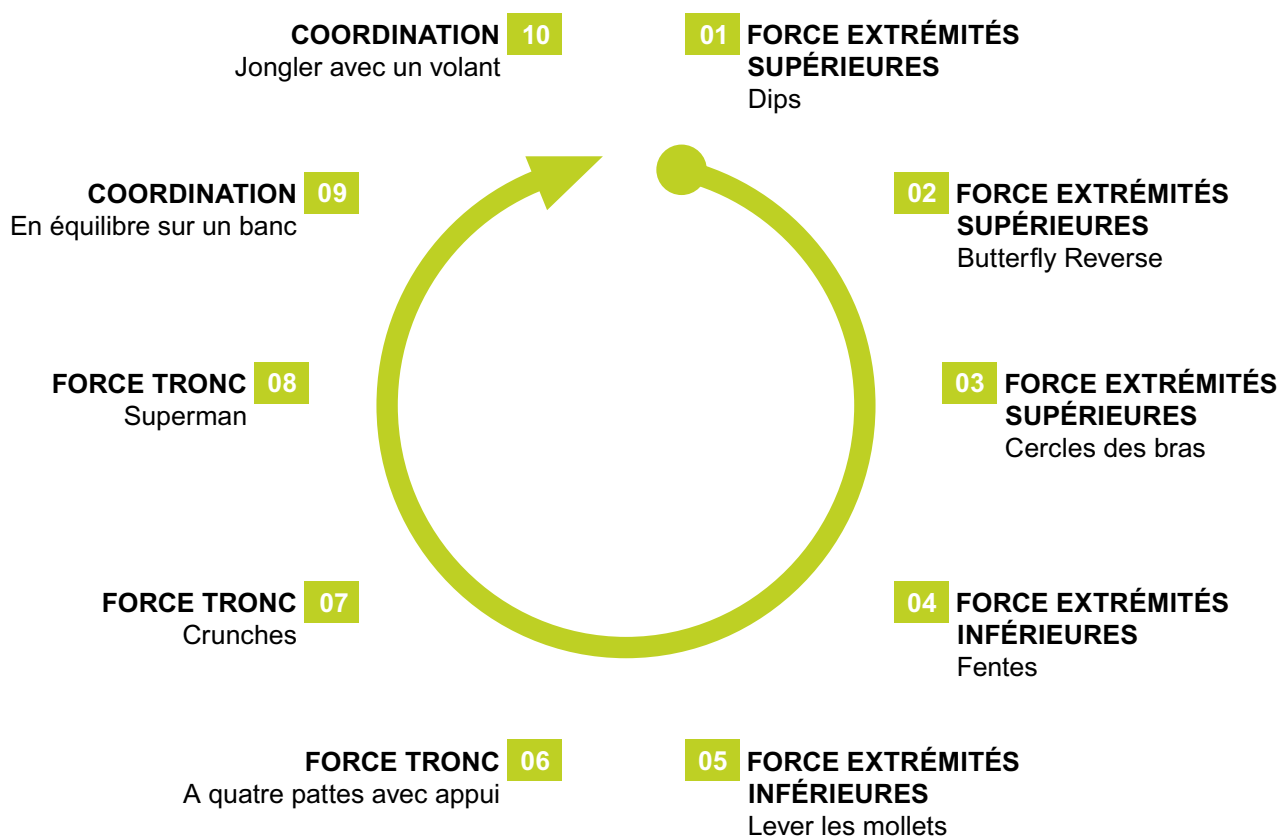 01 FORCE EXTRÉMITÉS
SUPÉRIEURES
Dips
02 FORCE EXTRÉMITÉS
SUPÉRIEURES
Butterfly Reverse
03 FORCE EXTRÉMITÉS
SUPÉRIEURES
Cercles des bras
04 FORCE EXTRÉMITÉS
INFÉRIEURES
Fentes
05 FORCE EXTRÉMITÉS
INFÉRIEURES
Lever les mollets
FORCE TRONC 06
A quatre pattes avec appui
FORCE TRONC 07
Crunches
FORCE TRONC 08
Superman
COORDINATION 09
En équilibre sur un banc
COORDINATION 10
Jongler avec un volant